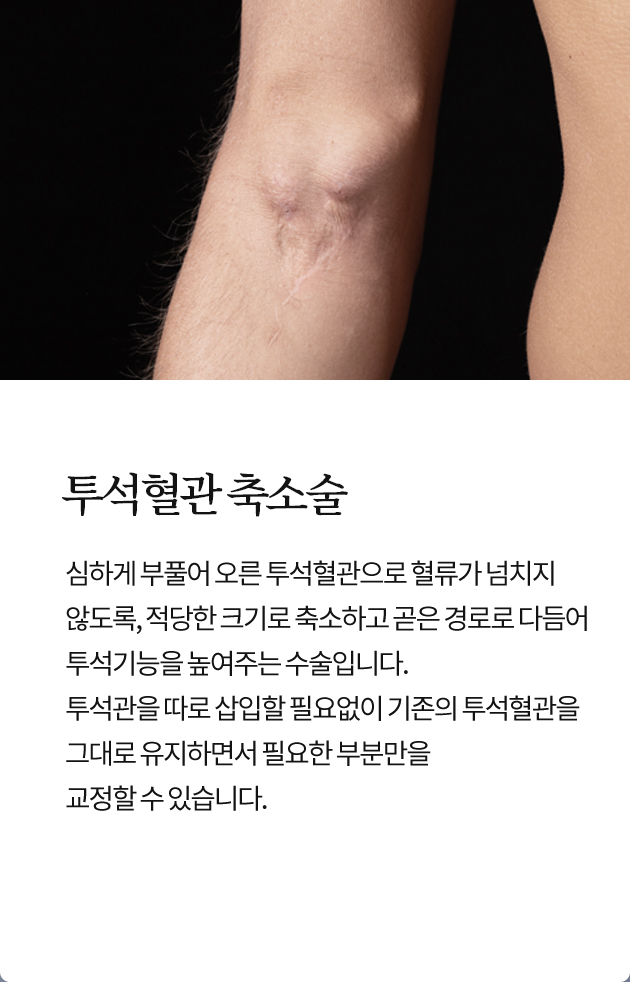 투석혈관 축소술
심하게 부풀어 오른 투석혈관으로 혈류가 넘치지
않도록, 적당한 크기로 축소하고 곧은 경로로 다듬어
투석기능을 높여주는 수술입니다.
투석관을 따로 삽입할 필요없이 기존의 투석혈관을
그대로 유지하면서 필요한 부분만을
교정할 수 있습니다.